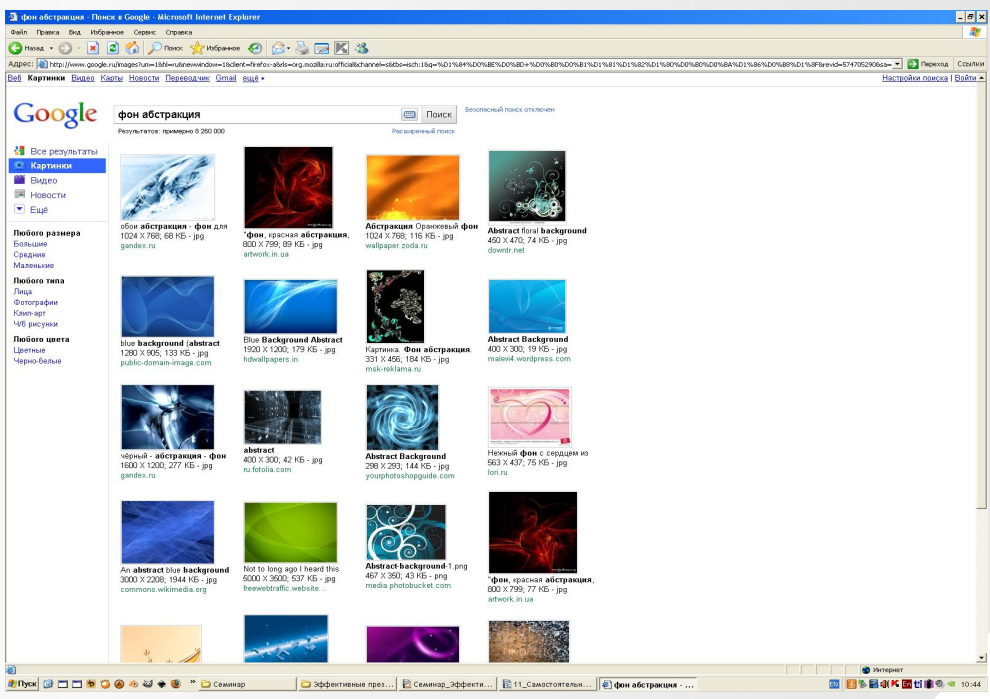 фон абстракция - Поиск в Google - Microsoft Internet Explorer
Файл Правка Вид Избранное Сервис Справка
Назад Поиск Избранное
Адрес: Переход Ссылки
Веб Картинки Видео Карты Новости Переводчик Gmail ещё
Настройки поиска | Войти
Google
фон абстракция
Поиск
Безопасный поиск отключен
Результатов: примерно 8 260 000
Расширенный поиск
Все результаты
Картинки
Видео
Новости
Ещё
Любого размера
Большие
Средние
Маленькие
Любого типа
Лица
Фотографии
Клип-арт
Ч/б рисунки
Любого цвета
Цветные
Черно-белые
обои абстракция - фон для
1024 X 768; 68 КБ - jpg
gandex.ru
"фон, красная абстракция,
800 X 799; 89 КБ - jpg
artwork.in.ua
Абстракция Оранжевый фон
1024 X 768; 116 КБ - jpg
wallpaper.zoda.ru
Abstract floral background
450 X 470; 74 КБ - jpg
downtr.net
blue background (abstract
1280 X 905; 133 КБ - jpg
public-domain-image.com
Blue Background Abstract
1920 X 1200; 179 КБ - jpg
hdwallpapers.in
Картинка. Фон абстракция.
331 X 456; 184 КБ - jpg
msk-reklama.ru
Abstract Background
400 X 300; 19 КБ - jpg
malevi4.wordpress.com
чёрный - абстракция - фон
1600 X 1200; 277 КБ - jpg
gandex.ru
abstract
400 X 300; 42 КБ - jpg
ru.fotolia.com
Abstract Background
298 X 293; 144 КБ - jpg
yourphotoshopguide.com
Нежный фон с сердцем из
563 X 437; 75 КБ - jpg
lori.ru
An abstract blue background
3000 X 2208; 1944 КБ - jpg
commons.wikimedia.org
Not to long ago I heard this
5000 X 3500; 537 КБ - jpg
freewebtraffic.website...
Abstract-background-1.png
467 X 350; 43 КБ - png
media.photobucket.com
"фон, красная абстракция,
800 X 799; 77 КБ - jpg
artwork.in.ua
Интернет
Пуск
Семинар
Эффективные през...
Семинар_Эффекти...
11_Самостоятельн...
фон абстракция - ...
EN
10:44